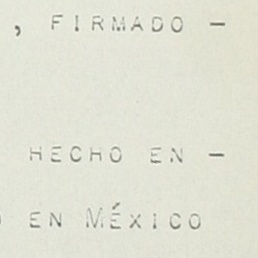 , FIRMADO -
HECHO EN -
EN MÉXICO